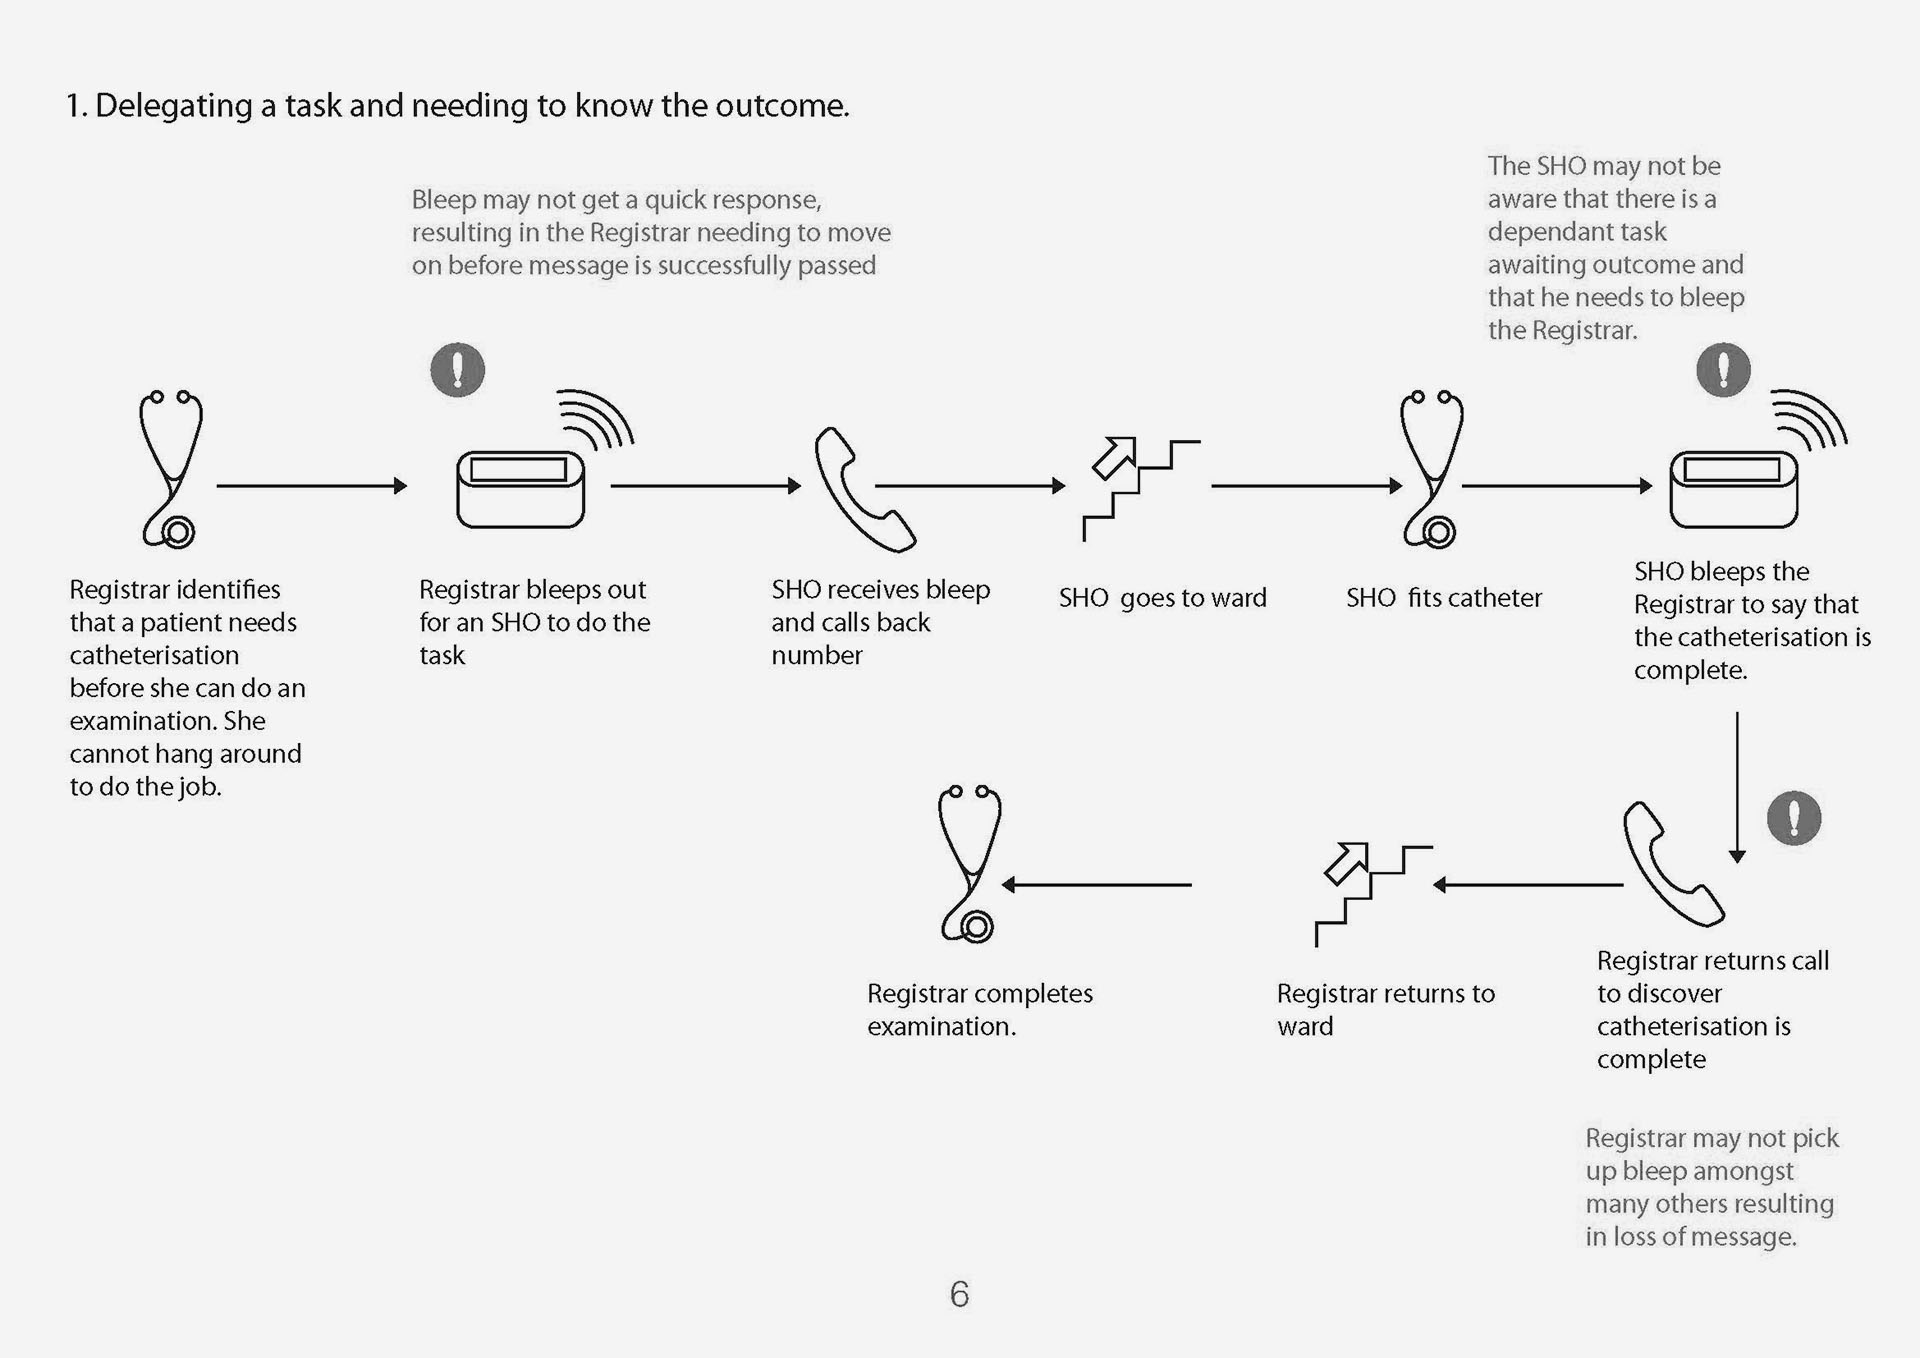 1. Delegating a task and needing to know the outcome.
Bleep may not get a quick response,
resulting in the Registrar needing to move
on before message is successfully passed
The SHO may not be
aware that there is a
dependant task
awaiting outcome and
that he needs to bleep
the Registrar.
Registrar identifies
that a patient needs
catheterisation
before she can do an
examination. She
cannot hang around
to do the job.
Registrar bleeps out
for an SHO to do the
task
SHO receives bleep
and calls back
number
SHO goes to ward
SHO fits catheter
SHO bleeps the
Registrar to say that
the catheterisation is
complete.
Registrar completes
examination.
Registrar returns to
ward
Registrar returns call
to discover
catheterisation is
complete
Registrar may not pick
up bleep amongst
many others resulting
in loss of message.
6